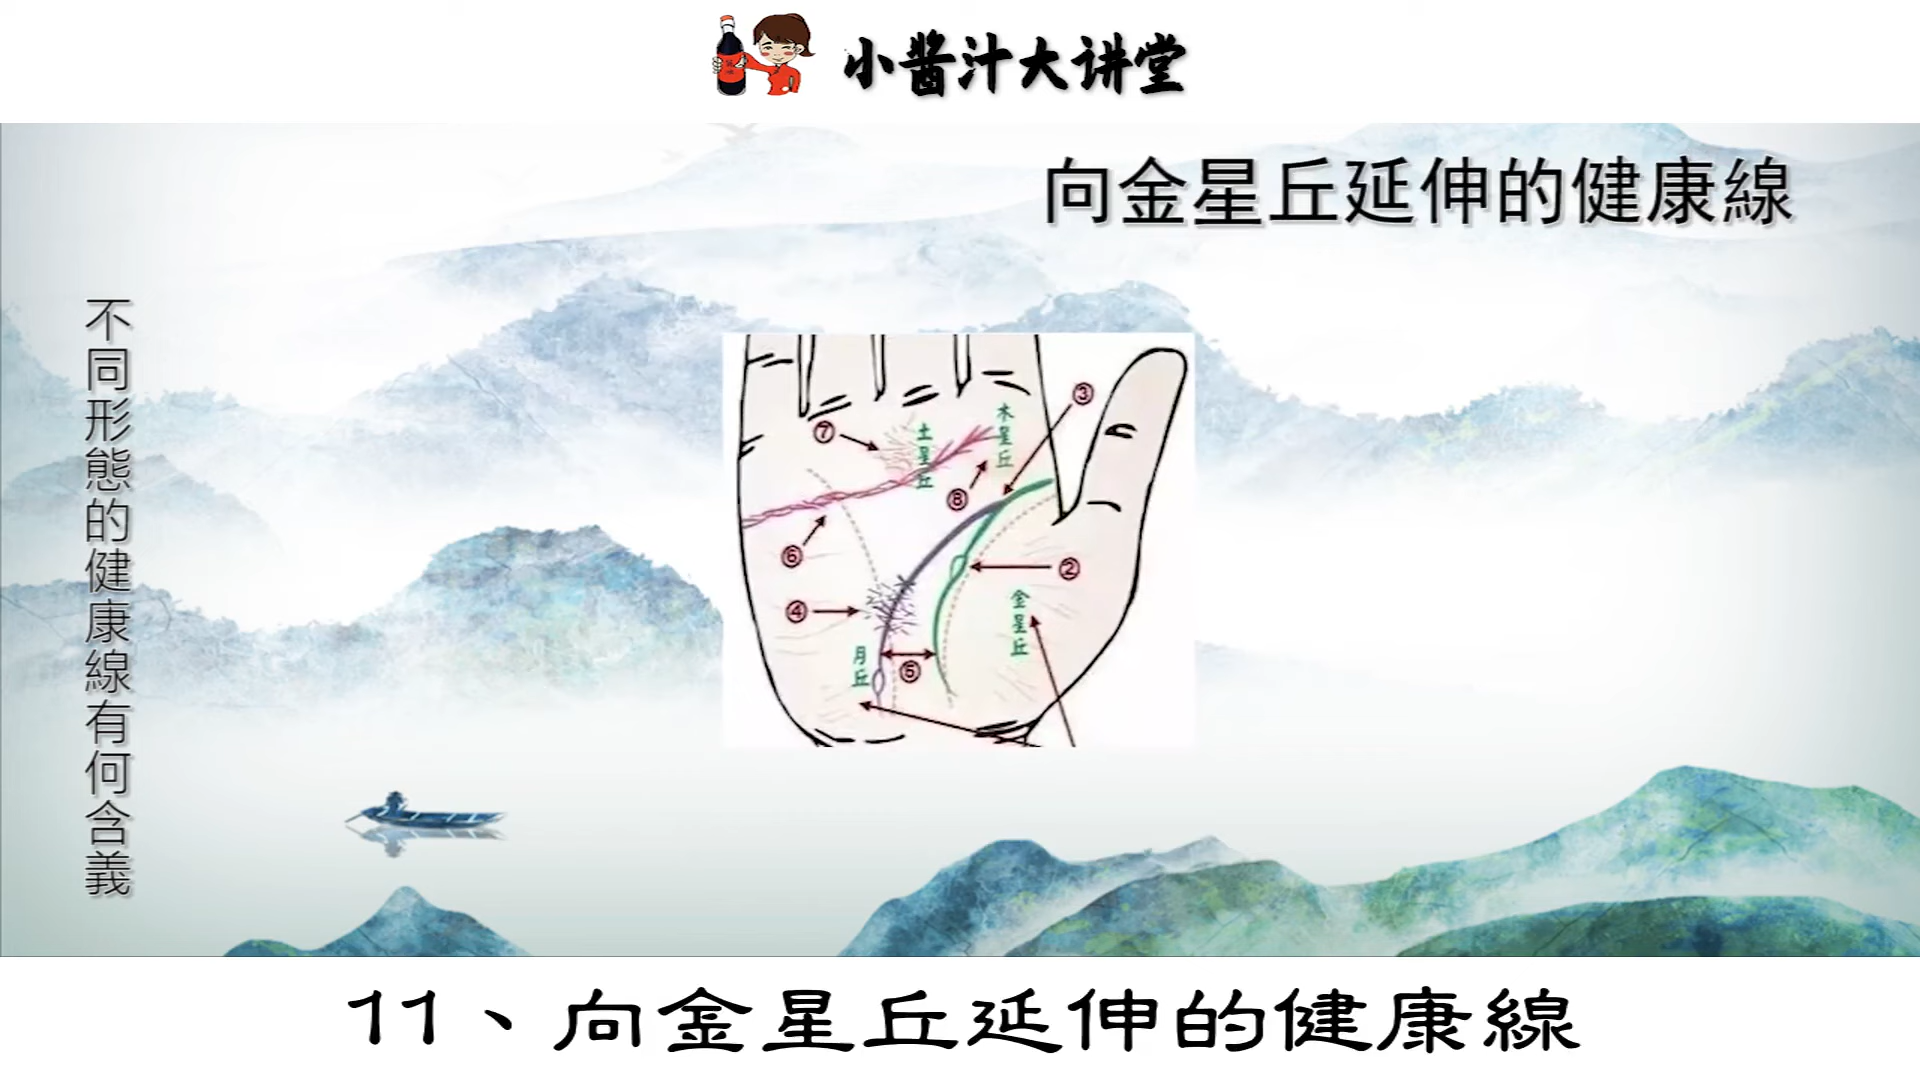 小酱汁大讲堂
向金星丘延伸的健康線
不同形態的健康線有何含義
③
木星丘
⑦
土星丘
⑧
⑥
②
④
金星丘
月丘
⑤
11、向金星丘延伸的健康線